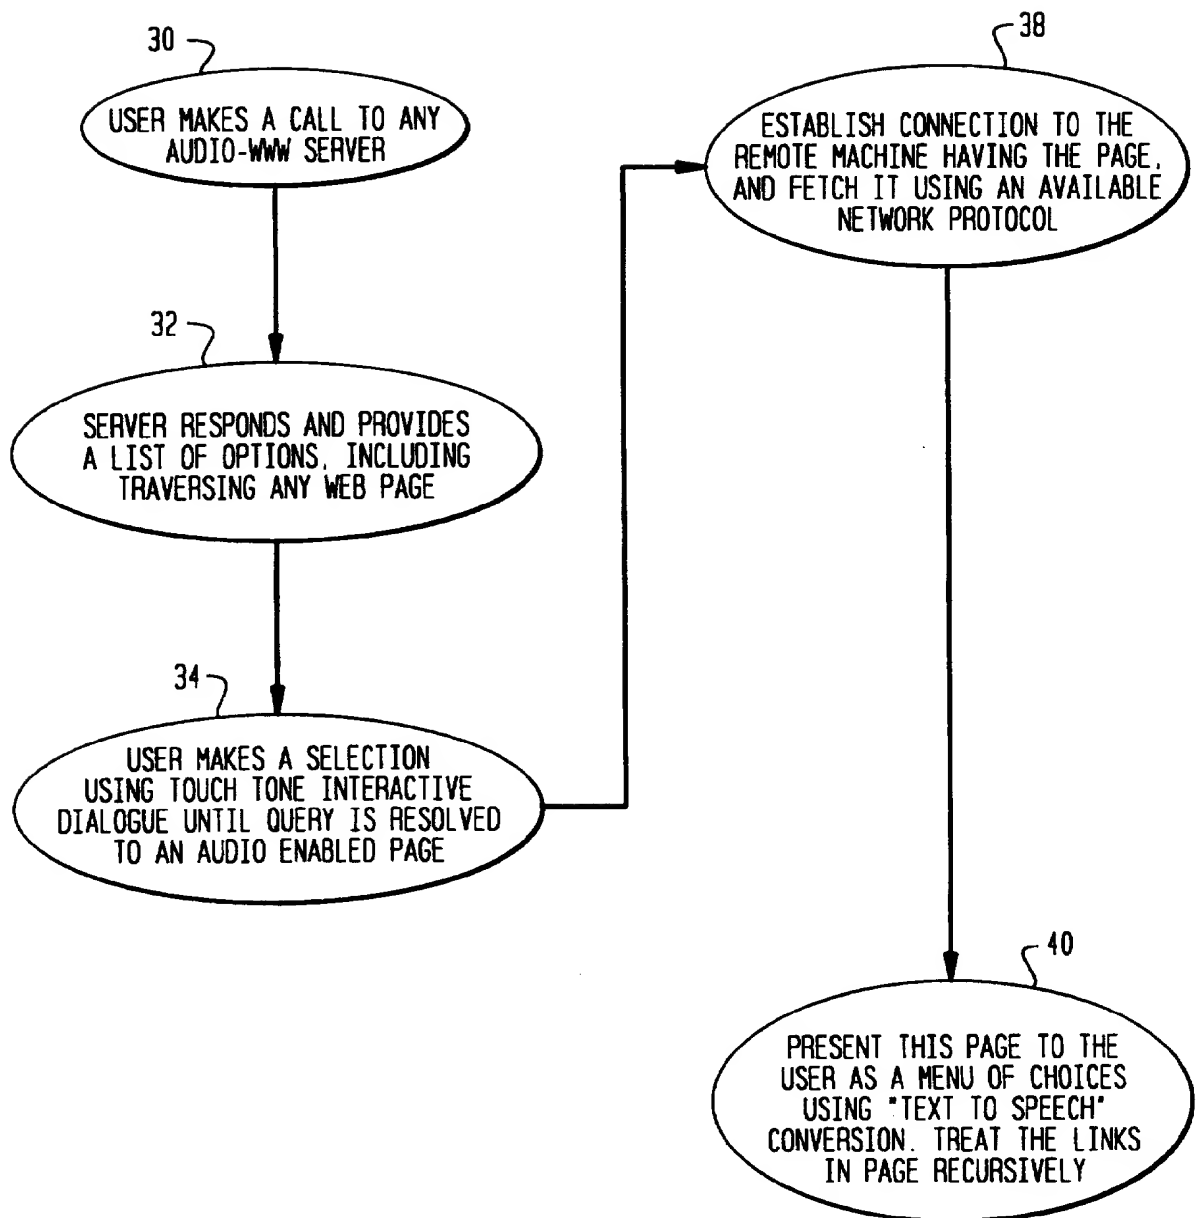 30
USER MAKES A CALL TO ANY
AUDIO-WWW SERVER
32
SERVER RESPONDS AND PROVIDES
A LIST OF OPTIONS, INCLUDING
TRAVERSING ANY WEB PAGE
34
USER MAKES A SELECTION
USING TOUCH TONE INTERACTIVE
DIALOGUE UNTIL QUERY IS RESOLVED
TO AN AUDIO ENABLED PAGE
38
ESTABLISH CONNECTION TO THE
REMOTE MACHINE HAVING THE PAGE,
AND FETCH IT USING AN AVAILABLE
NETWORK PROTOCOL
40
PRESENT THIS PAGE TO THE
USER AS A MENU OF CHOICES
USING "TEXT TO SPEECH"
CONVERSION. TREAT THE LINKS
IN PAGE RECURSIVELY